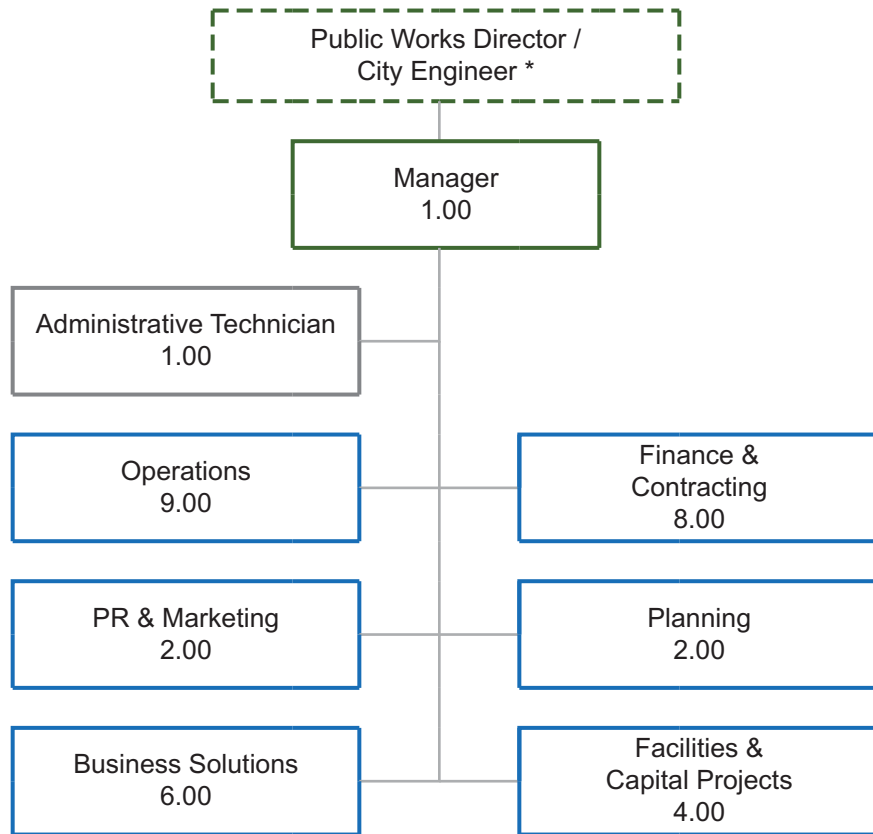 Public Works Director /
City Engineer *
Manager
1.00
Administrative Technician
1.00
Operations
9.00
Finance &
Contracting
8.00
PR & Marketing
2.00
Planning
2.00
Business Solutions
6.00
Facilities &
Capital Projects
4.00